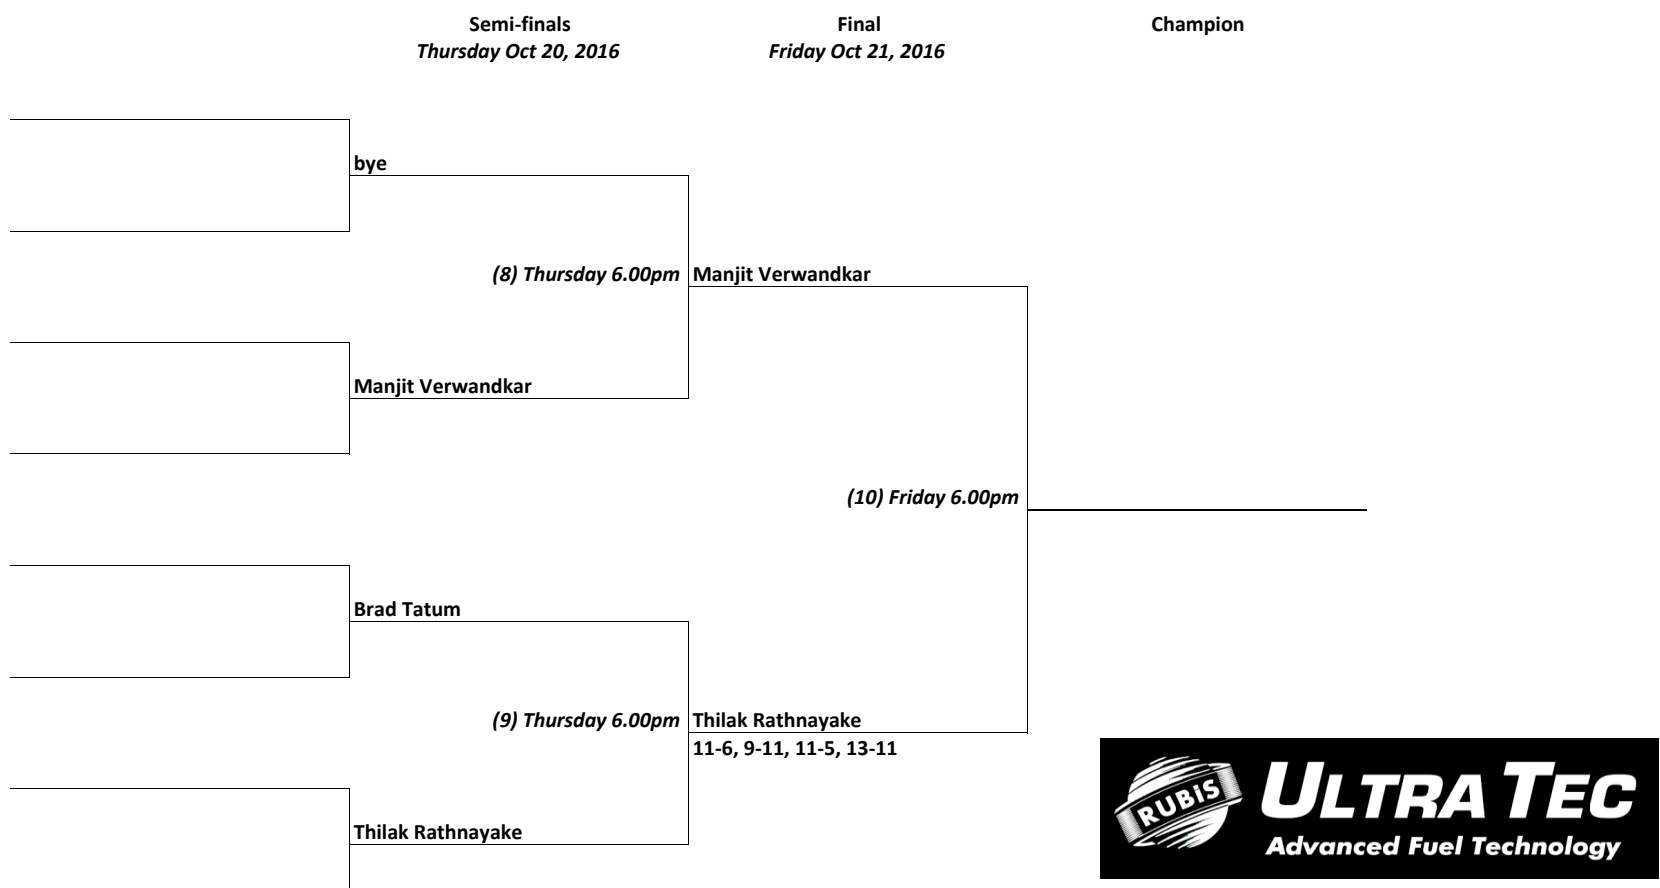 Semi-finals
Final
Champion
Thursday Oct 20, 2016
Friday Oct 21, 2016
bye
(8) Thursday 6.00pm
Manjit Verwandkar
Manjit Verwandkar
(10) Friday 6.00pm
Brad Tatum
(9) Thursday 6.00pm
Thilak Rathnayake
11-6, 9-11, 11-5, 13-11
Thilak Rathnayake
RUBiS
ULTRA TEC
Advanced Fuel Technology